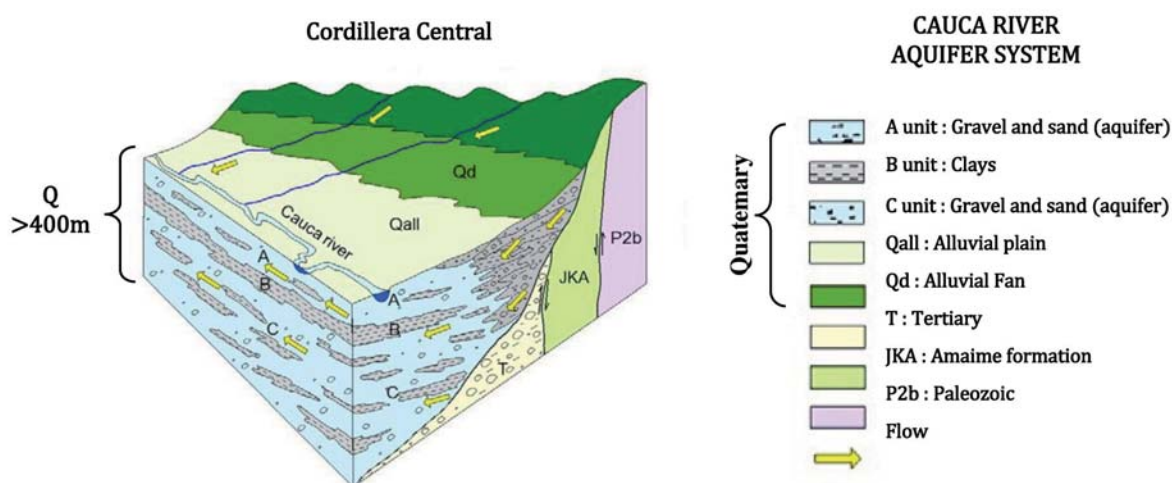 Cordillera Central
CAUCA RIVER
AQUIFER SYSTEM
Q
>400m
Qd
Qall
Cauca river
A
B
C
A
B
C
T
JKA
P2b
Quaternary
A unit : Gravel and sand (aquifer)
B unit : Clays
C unit : Gravel and sand (aquifer)
Qall : Alluvial plain
Qd : Alluvial Fan
T : Tertiary
JKA : Amaime formation
P2b : Paleozoic
Flow